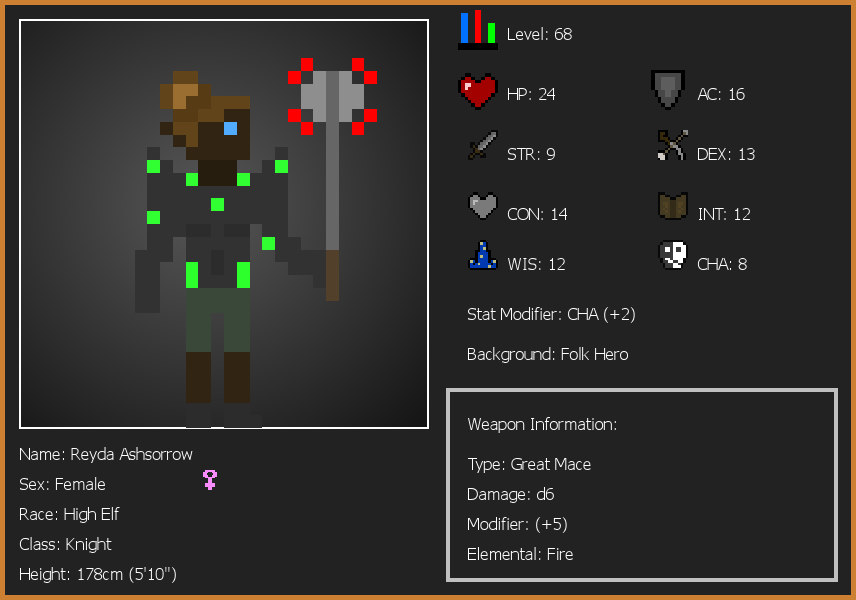 Level: 68
HP: 24
AC: 16
STR: 9
DEX: 13
CON: 14
INT: 12
WIS: 12
CHA: 8
Stat Modifier: CHA (+2)
Background: Folk Hero
Weapon Information:
Type: Great Mace
Damage: d6
Modifier: (+5)
Elemental: Fire
Name: Reyda Ashsorrow
Sex: Female
Race: High Elf
Class: Knight
Height: 178cm (5'10")